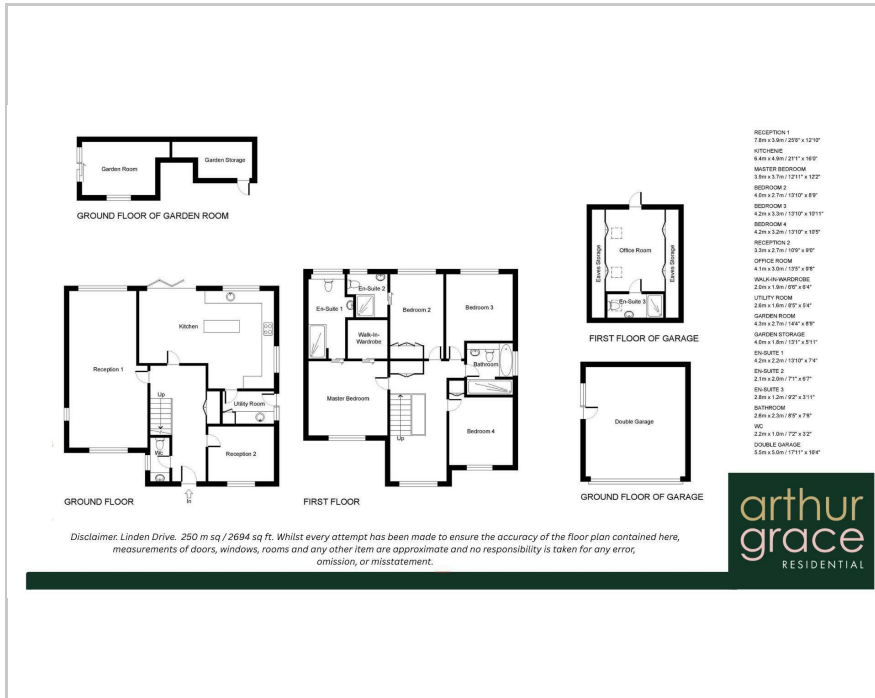 Garden Room
Garden Storage
GROUND FLOOR OF GARDEN ROOM
Eaves Storage
Office Room
Eaves Storage
En-Suite 3
FIRST FLOOR OF GARAGE
Kitchen
Reception 1
Up
Utility Room
WC
Reception 2
In
GROUND FLOOR
En-Suite 1
En-Suite 2
Bedroom 2
Bedroom 3
Walk-In-
Wardrobe
Bathroom
Master Bedroom
Up
Bedroom 4
FIRST FLOOR
Double Garage
GROUND FLOOR OF GARAGE
RECEPTION 1
7.8m x 3.9m / 25'8" x 12'10"
KITCHEN/E
6.4m x 4.9m / 21'1" x 16'0"
MASTER BEDROOM
3.9m x 3.7m / 12'11" x 12'2"
BEDROOM 2
4.0m x 2.7m / 13'10" x 8'9"
BEDROOM 3
4.2m x 3.3m / 13'10" x 10'11"
BEDROOM 4
4.2m x 3.2m / 13'10" x 10'5"
RECEPTION 2
3.3m x 2.7m / 10'9" x 9'0"
OFFICE ROOM
4.1m x 3.0m / 13'5" x 9'8"
WALK-IN-WARDROBE
2.0m x 1.9m / 6'6" x 6'4"
UTILITY ROOM
2.6m x 1.6m / 8'5" x 5'4"
GARDEN ROOM
4.3m x 2.7m / 14'4" x 8'8"
GARDEN STORAGE
4.0m x 1.8m / 13'1" x 5'11"
EN-SUITE 1
4.2m x 2.2m / 13'10" x 7'4"
EN-SUITE 2
2.1m x 2.0m / 7'1" x 6'7"
EN-SUITE 3
2.8m x 1.2m / 9'2" x 3'11"
BATHROOM
2.6m x 2.3m / 8'5" x 7'6"
WC
2.2m x 1.0m / 7'2" x 3'2"
DOUBLE GARAGE
5.5m x 5.0m / 17'11" x 16'4"
Disclaimer. Linden Drive. 250 m sq / 2694 sq ft. Whilst every attempt has been made to ensure the accuracy of the floor plan contained here,
measurements of doors, windows, rooms and any other item are approximate and no responsibility is taken for any error,
omission, or misstatement.
arthur
grace
RESIDENTIAL